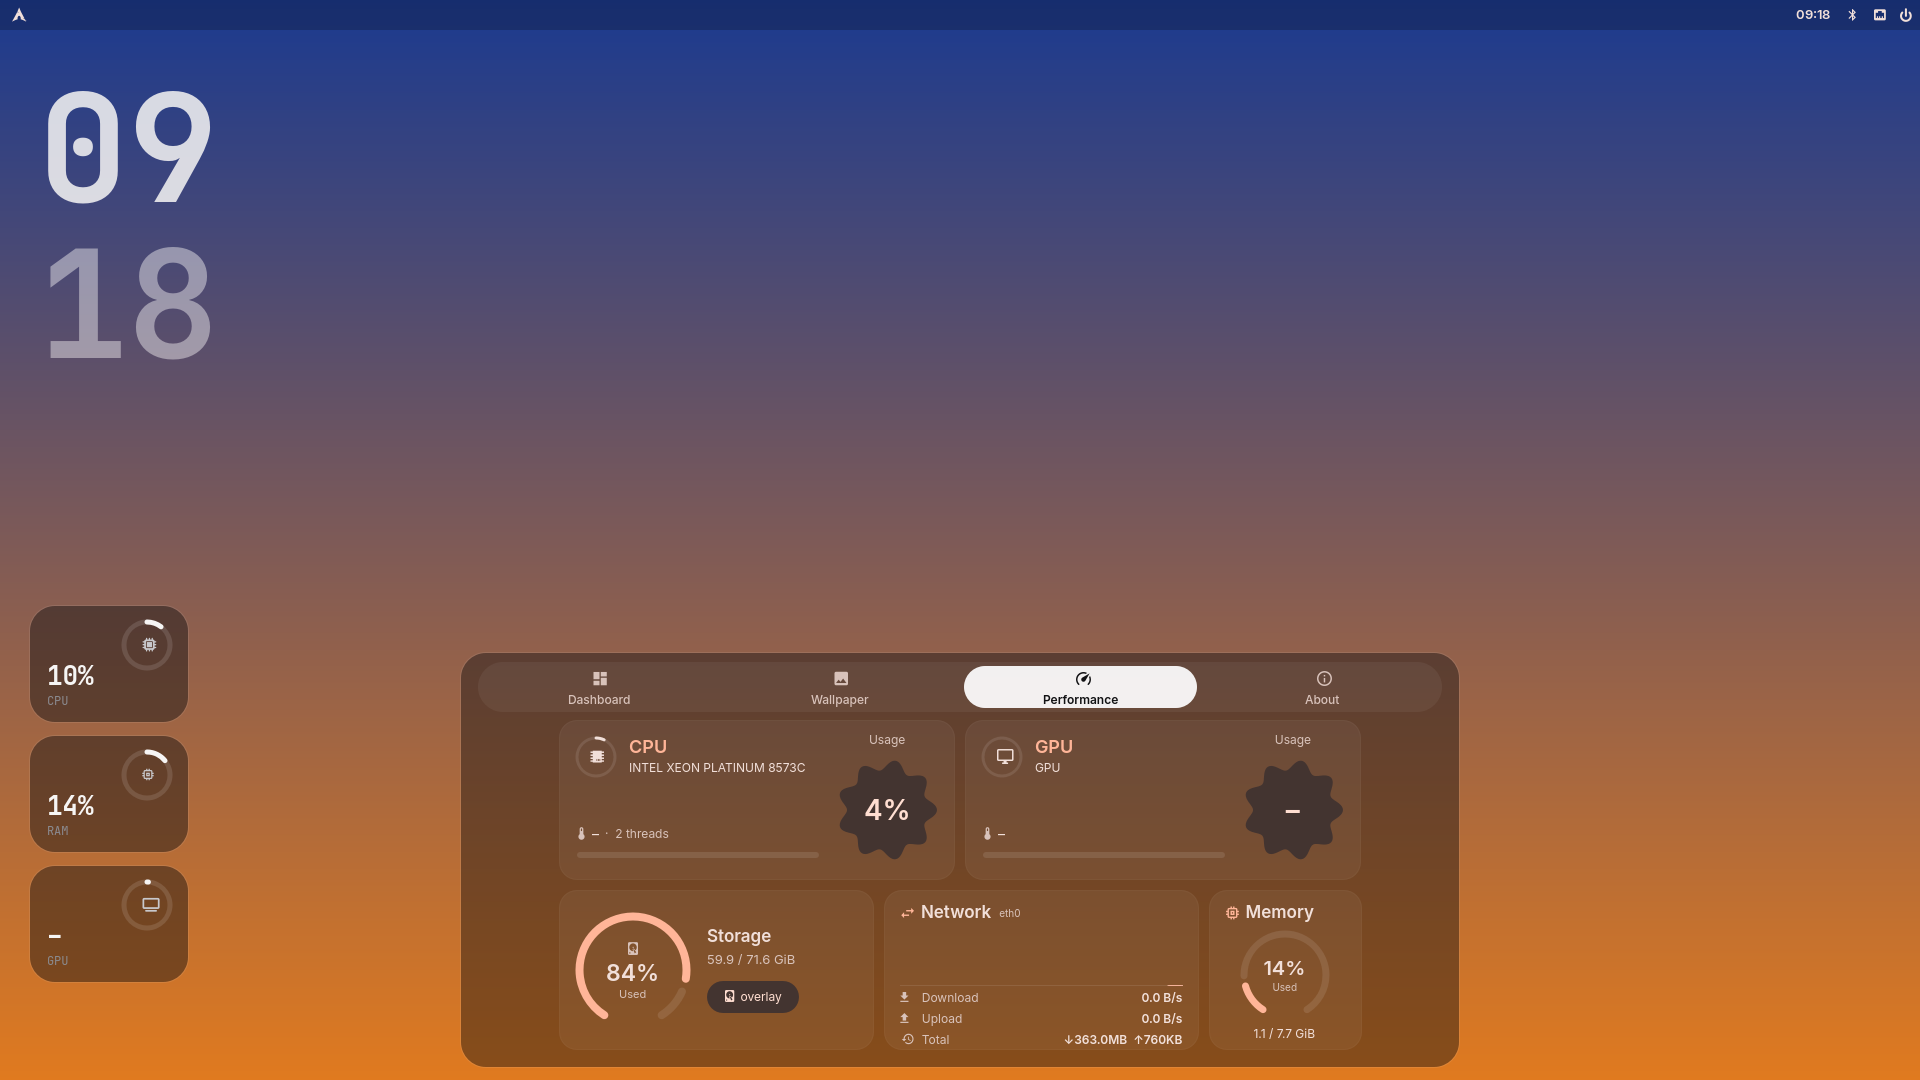 09:18
09
18
10%
CPU
14%
RAM
–
GPU
Dashboard
Wallpaper
Performance
About
CPU
INTEL XEON PLATINUM 8573C
Usage
4%
– · 2 threads
GPU
GPU
Usage
–
–
84%
Used
Storage
59.9 / 71.6 GiB
overlay
Network eth0
Download 0.0 B/s
Upload 0.0 B/s
Total ↓363.0MB ↑760KB
Memory
14%
Used
1.1 / 7.7 GiB